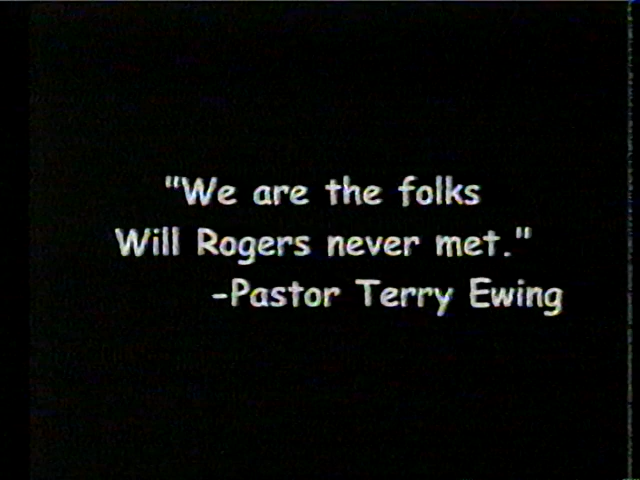 "We are the folks
Will Rogers never met."
-Pastor Terry Ewing